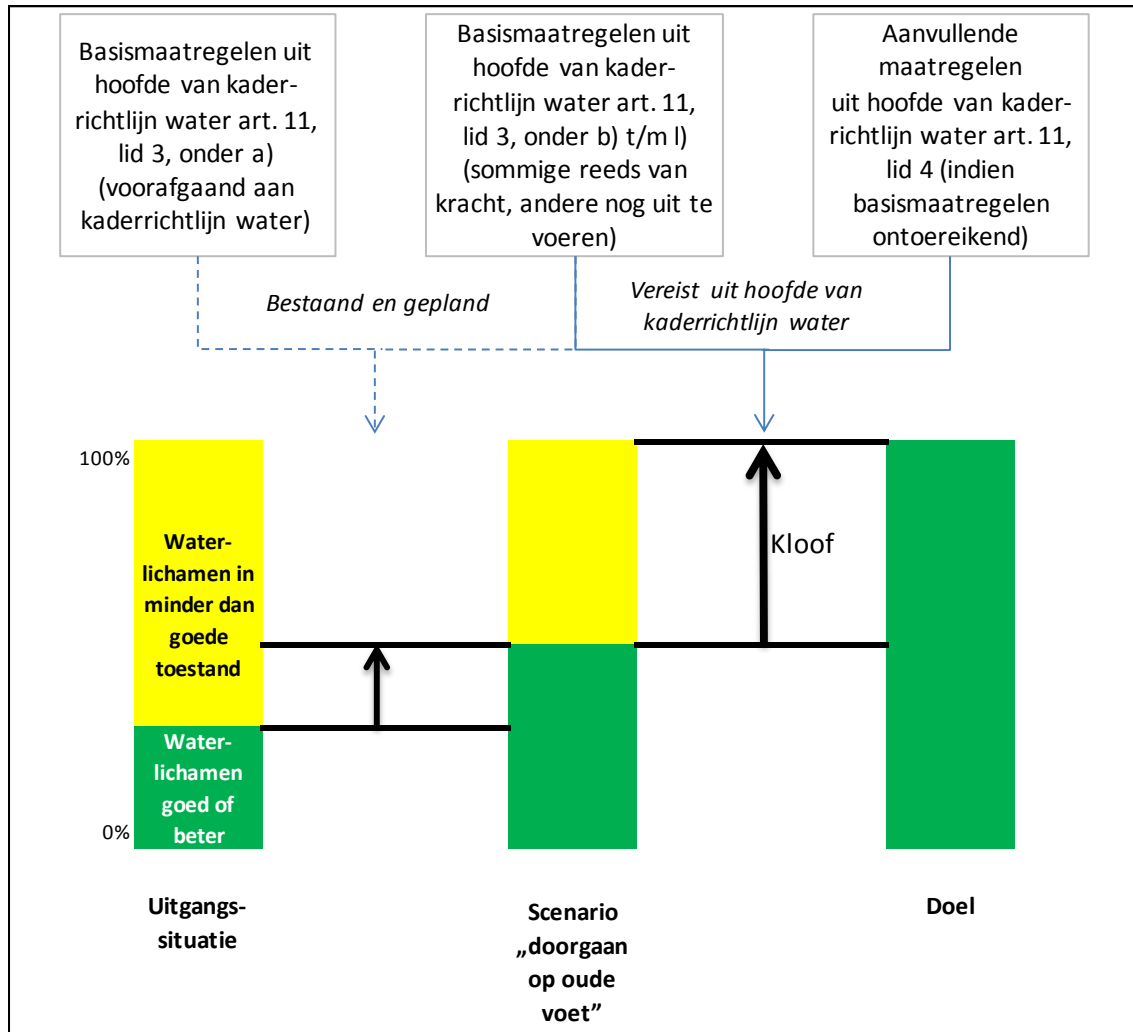 Basismaatregelen uit
hoofde van kader-
richtlijn water art. 11,
lid 3, onder a)
(voorafgaand aan
kaderrichtlijn water)
Basismaatregelen uit
hoofde van kader-
richtlijn water art. 11,
lid 3, onder b) t/m l)
(sommige reeds van
kracht, andere nog uit te
voeren)
Aanvullende
maatregelen
uit hoofde van kader-
richtlijn water art. 11,
lid 4 (indien
basismaatregelen
ontoereikend)
Bestaand en gepland
Vereist uit hoofde van
kaderrichtlijn water
100%
Water-
lichamen in
minder dan
goede
toestand
Kloof
Water-
lichamen
goed of
beter
0%
Uitgangs-
situatie
Scenario
„doorgaan
op oude
voet”
Doel